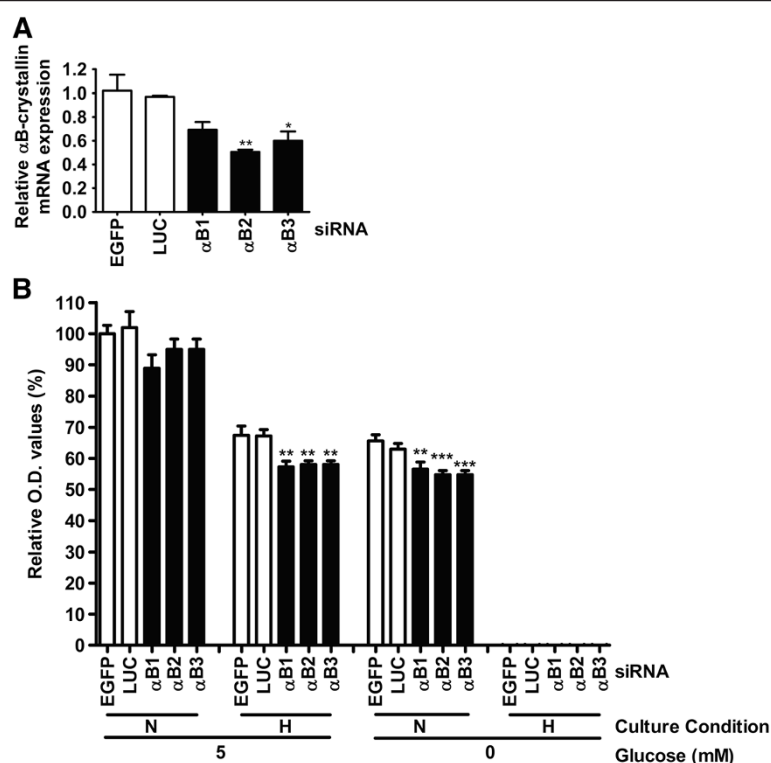 A
Relative αB-crystallin
mRNA expression
1.2
1.0
0.8
0.6
0.4
0.2
0.0
**
*
EGFP
LUC
αB1
αB2
αB3
siRNA
B
Relative O.D. values (%)
110
100
90
80
70
60
50
40
30
20
10
0
** ** **
** *** ***
EGFP LUC αB1 αB2 αB3 EGFP LUC αB1 αB2 αB3 EGFP LUC αB1 αB2 αB3 EGFP LUC αB1 αB2 αB3 siRNA
N H N H Culture Condition
5 0 Glucose (mM)